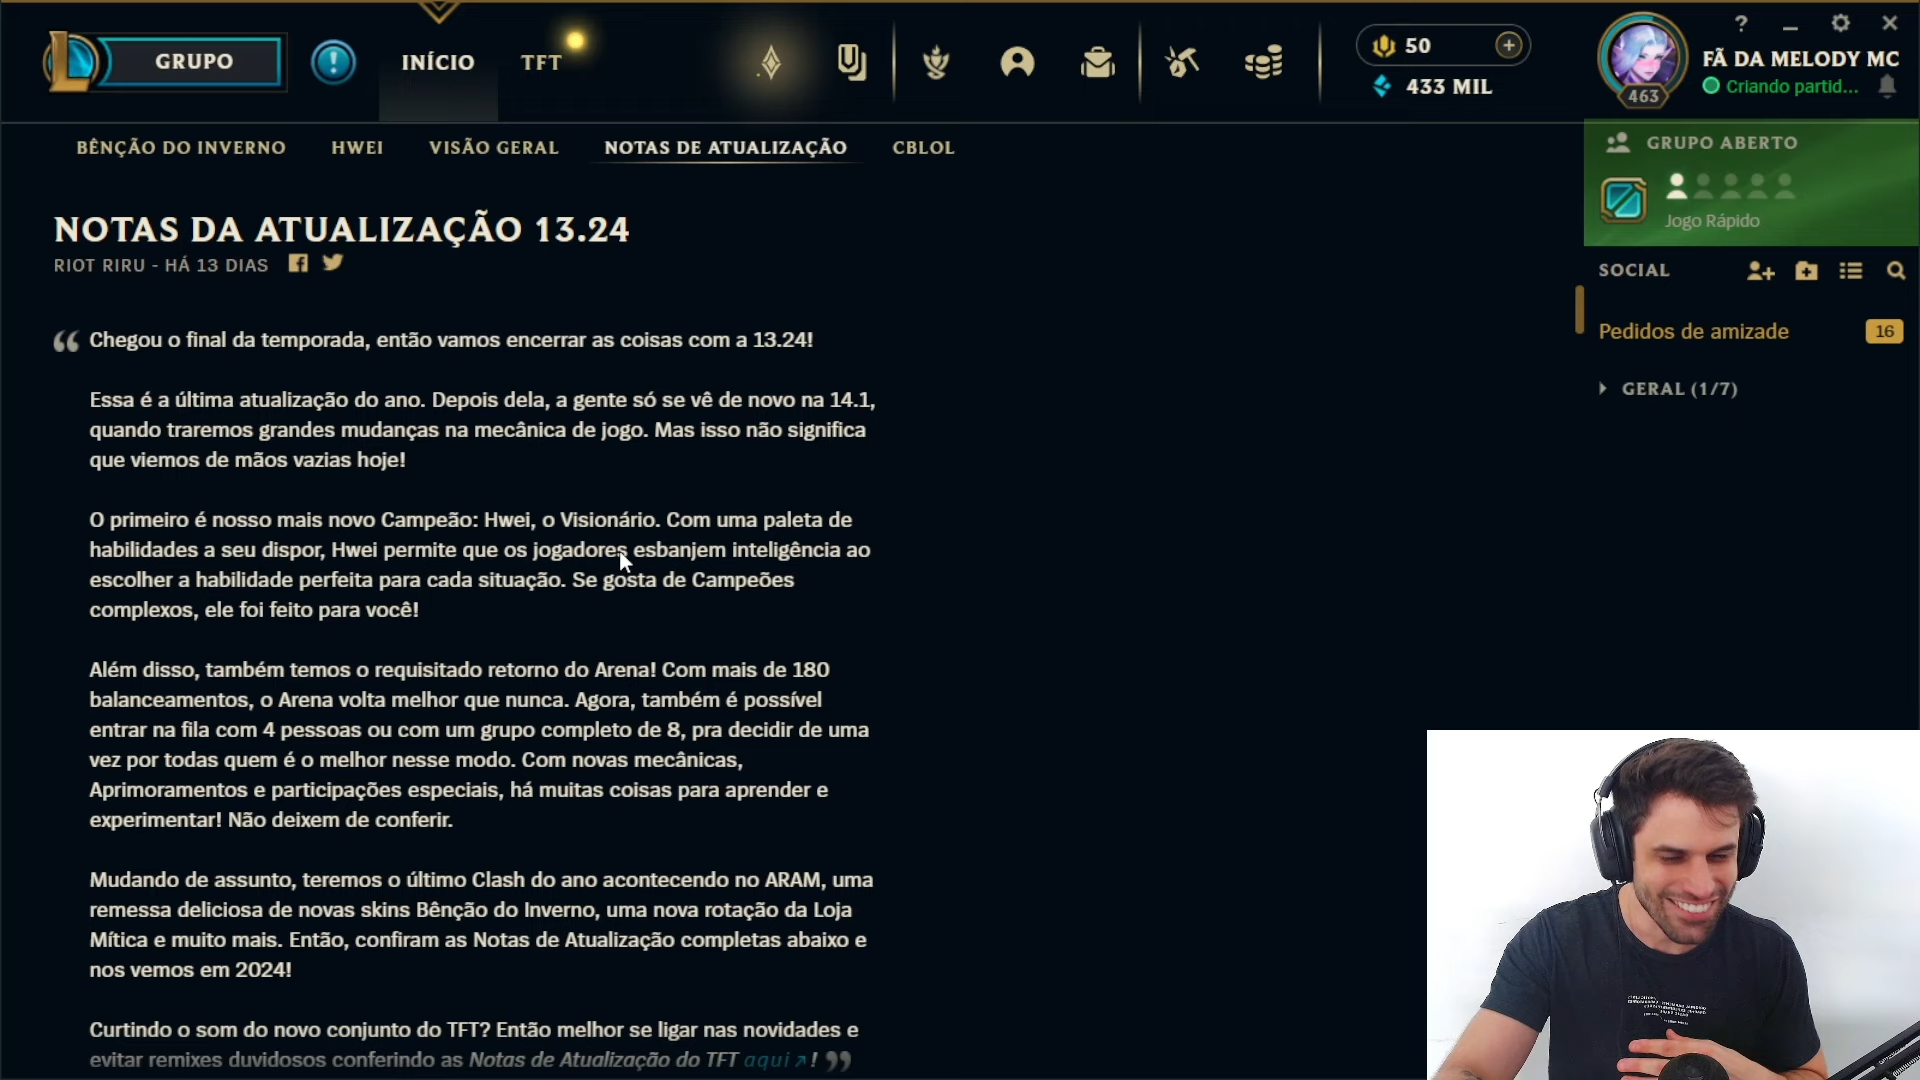 GRUPO
INÍCIO
TFT
50
433 MIL
463
FÃ DA MELODY MC
Criando partid...
BÊNÇÃO DO INVERNO
HWEI
VISÃO GERAL
NOTAS DE ATUALIZAÇÃO
CBLOL
GRUPO ABERTO
Jogo Rápido
SOCIAL
Pedidos de amizade
16
GERAL (1/7)
NOTAS DA ATUALIZAÇÃO 13.24
RIOT RIRU - HÁ 13 DIAS
“ Chegou o final da temporada, então vamos encerrar as coisas com a 13.24!
Essa é a última atualização do ano. Depois dela, a gente só se vê de novo na 14.1,
quando traremos grandes mudanças na mecânica de jogo. Mas isso não significa
que viemos de mãos vazias hoje!
O primeiro é nosso mais novo Campeão: Hwei, o Visionário. Com uma paleta de
habilidades a seu dispor, Hwei permite que os jogadores esbanjem inteligência ao
escolher a habilidade perfeita para cada situação. Se gosta de Campeões
complexos, ele foi feito para você!
Além disso, também temos o requisitado retorno do Arena! Com mais de 180
balanceamentos, o Arena volta melhor que nunca. Agora, também é possível
entrar na fila com 4 pessoas ou com um grupo completo de 8, pra decidir de uma
vez por todas quem é o melhor nesse modo. Com novas mecânicas,
Aprimoramentos e participações especiais, há muitas coisas para aprender e
experimentar! Não deixem de conferir.
Mudando de assunto, teremos o último Clash do ano acontecendo no ARAM, uma
remessa deliciosa de novas skins Bênção do Inverno, uma nova rotação da Loja
Mítica e muito mais. Então, confiram as Notas de Atualização completas abaixo e
nos vemos em 2024!
Curtindo o som do novo conjunto do TFT? Então melhor se ligar nas novidades e
evitar remixes duvidosos conferindo as Notas de Atualização do TFT aqui↗! ”